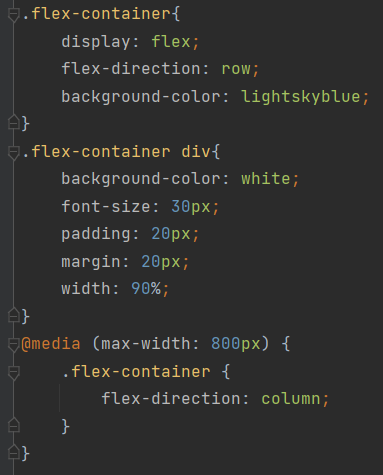 .flex-container{
    display: flex;
    flex-direction: row;
    background-color: lightskyblue;
}
.flex-container div{
    background-color: white;
    font-size: 30px;
    padding: 20px;
    margin: 20px;
    width: 90%;
}
@media (max-width: 800px) {
    .flex-container {
        flex-direction: column;
    }
}